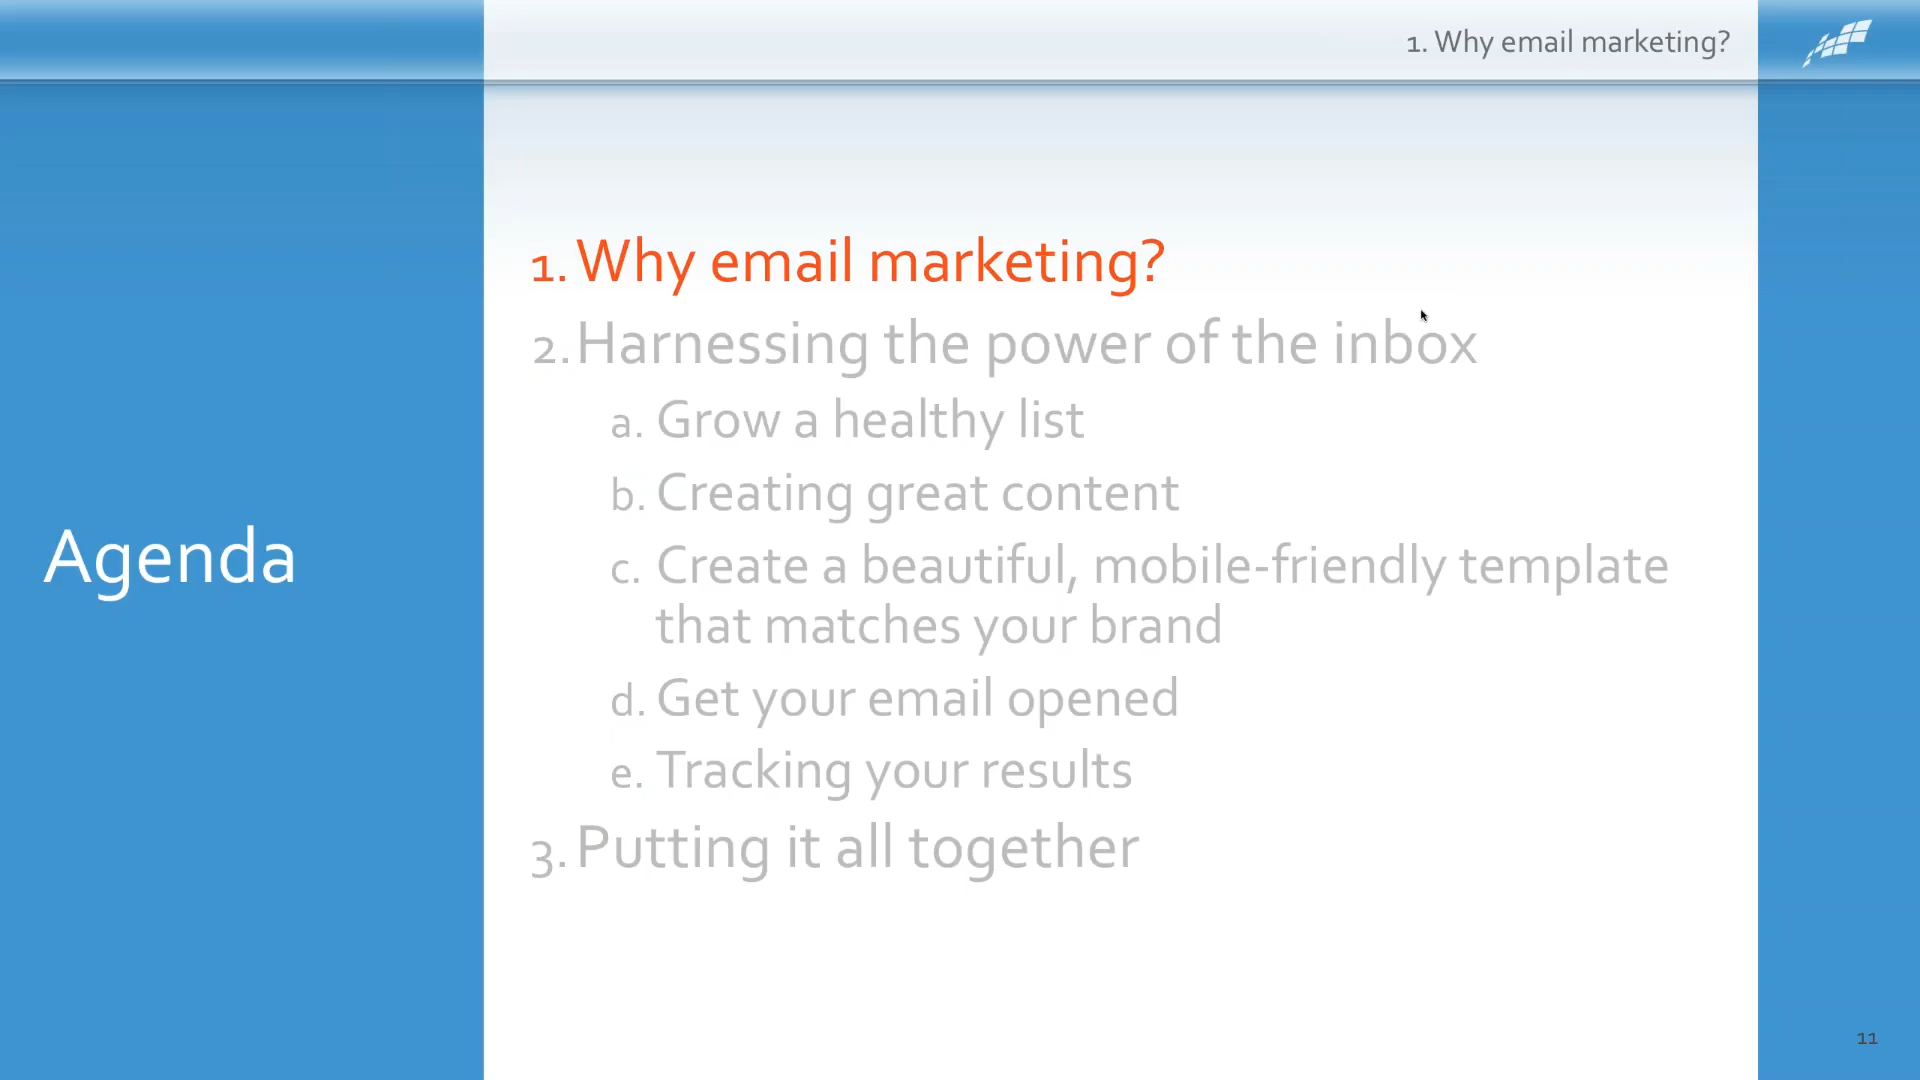 1. Why email marketing?
Agenda
1. Why email marketing?
2. Harnessing the power of the inbox
a. Grow a healthy list
b. Creating great content
c. Create a beautiful, mobile-friendly template
that matches your brand
d. Get your email opened
e. Tracking your results
3. Putting it all together
11